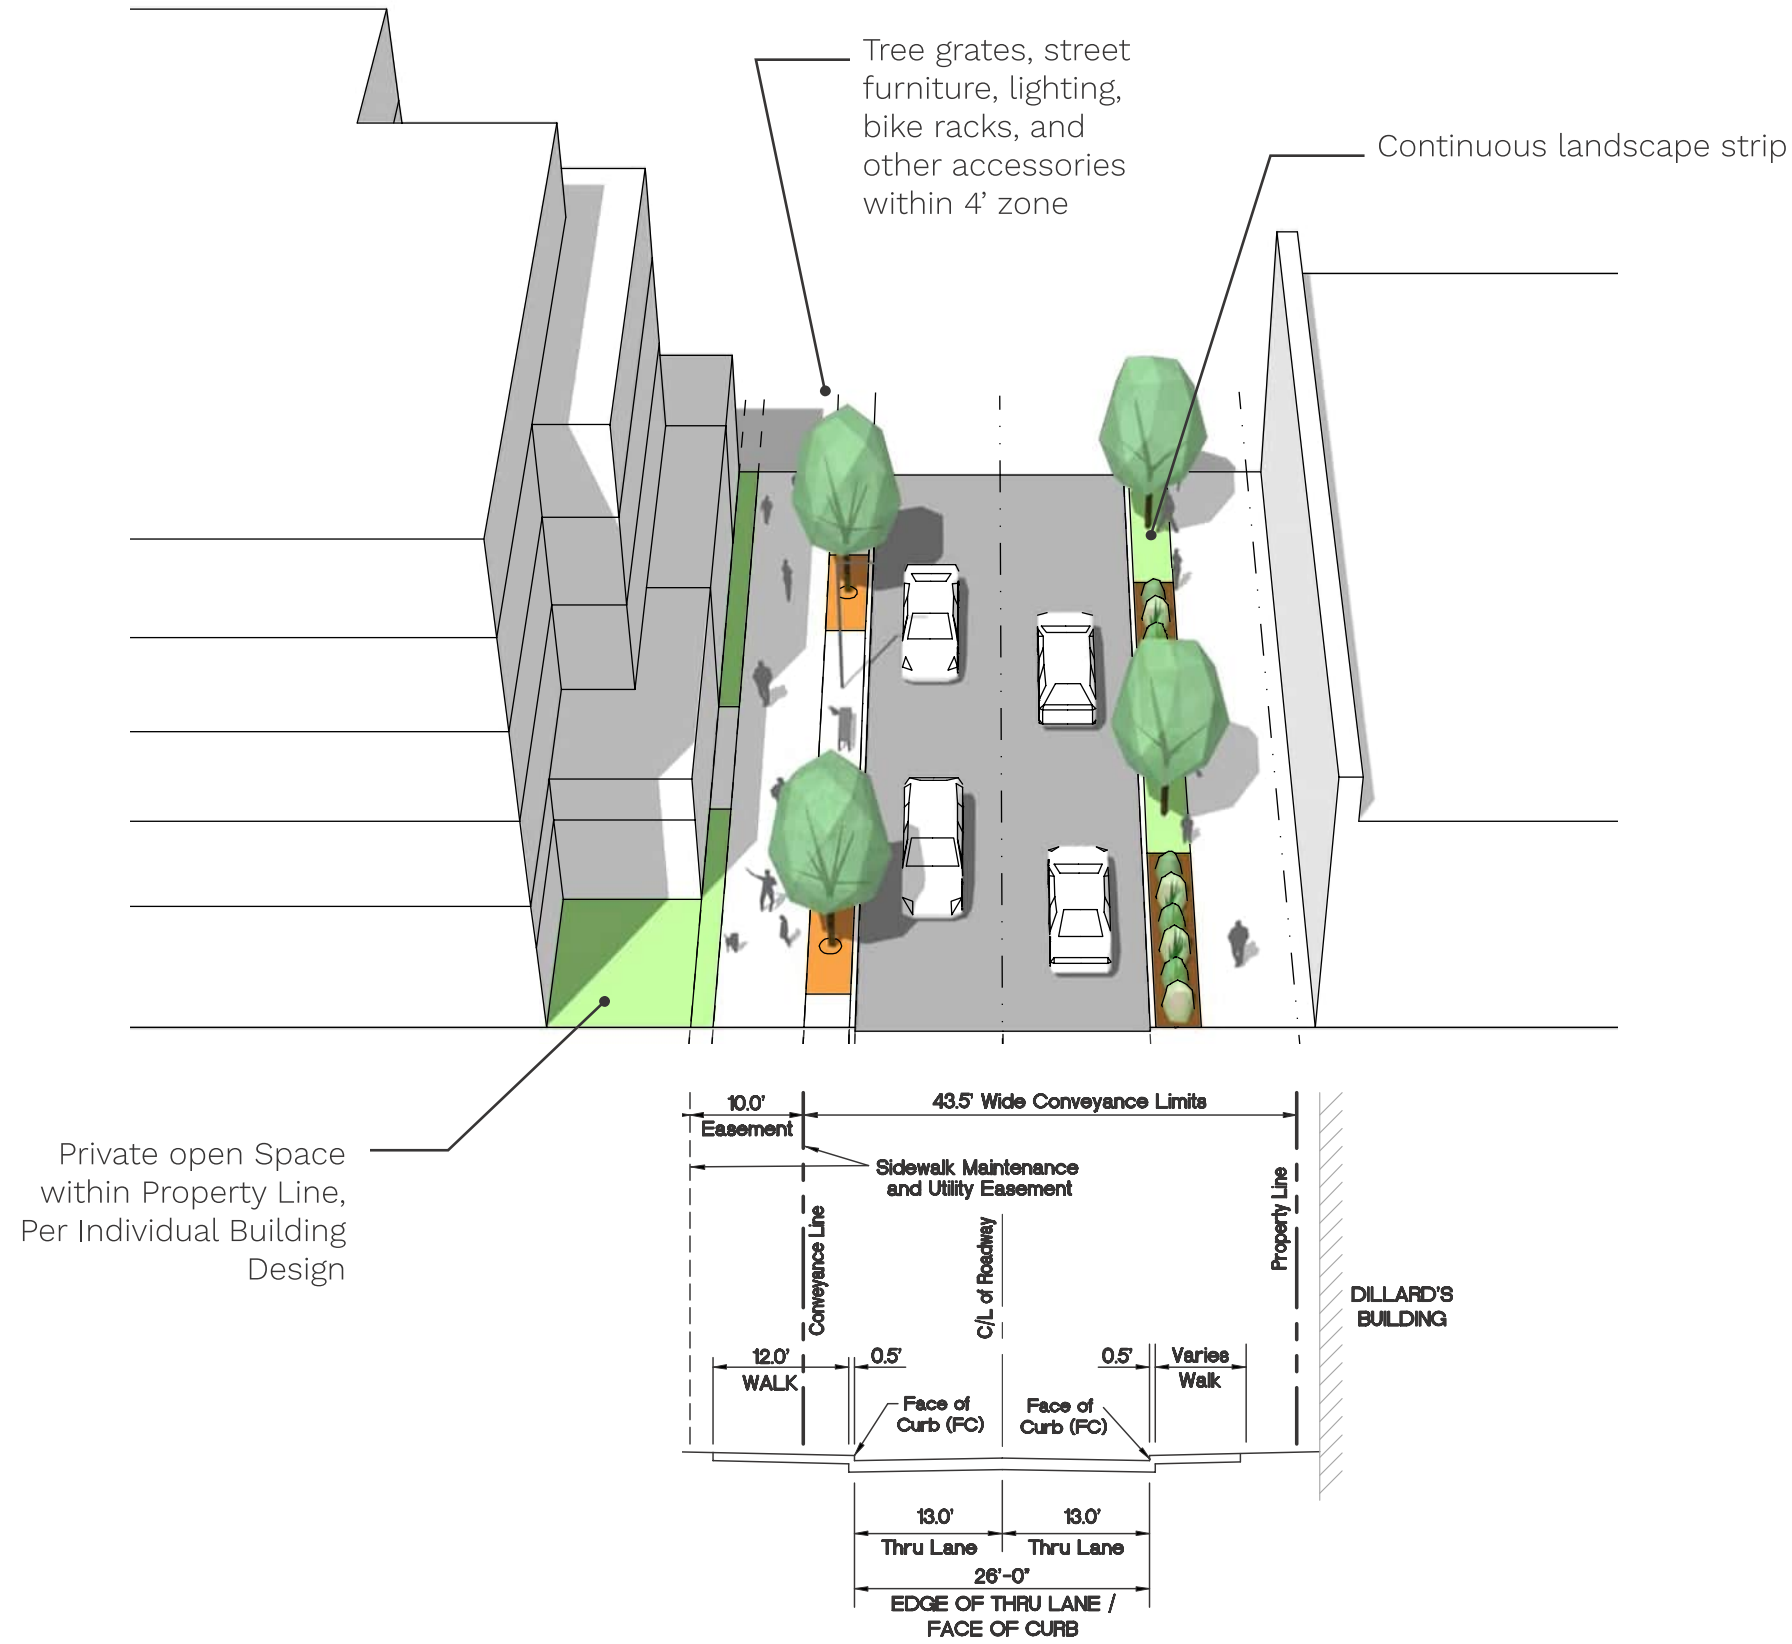 Tree grates, street
furniture, lighting,
bike racks, and
other accessories
within 4’ zone
Continuous landscape strip
Private open Space
within Property Line,
Per Individual Building
Design
10.0'
Easement
43.5' Wide Conveyance Limits
Sidewalk Maintenance
and Utility Easement
Conveyance Line
C/L of Roadway
Property Line
DILLARD'S
BUILDING
12.0'
WALK
0.5'
0.5'
Varies
Walk
Face of
Curb (FC)
Face of
Curb (FC)
13.0'
Thru Lane
13.0'
Thru Lane
26'-0"
EDGE OF THRU LANE /
FACE OF CURB